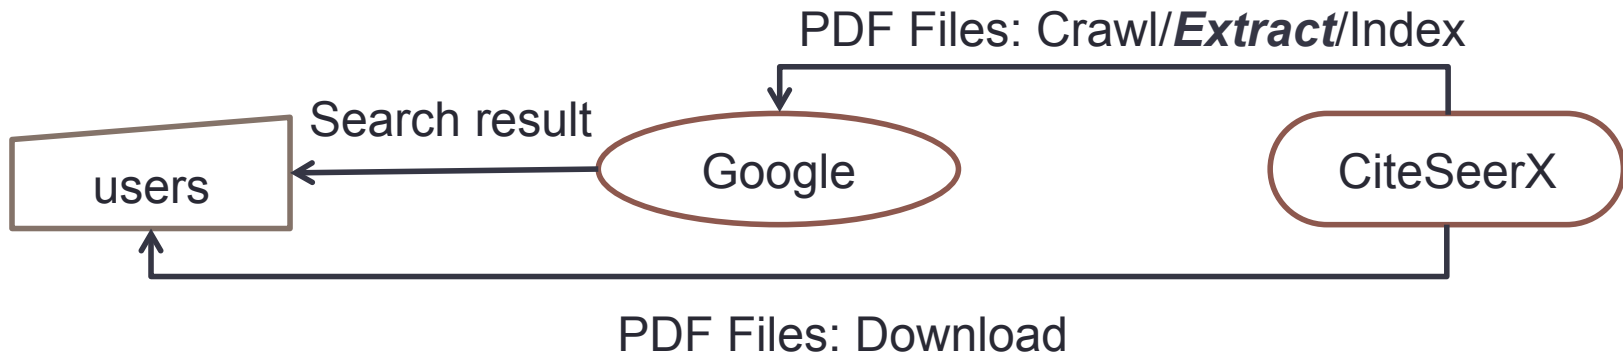 PDF Files: Crawl/Extract/Index
Search result
users
Google
CiteSeerX
PDF Files: Download